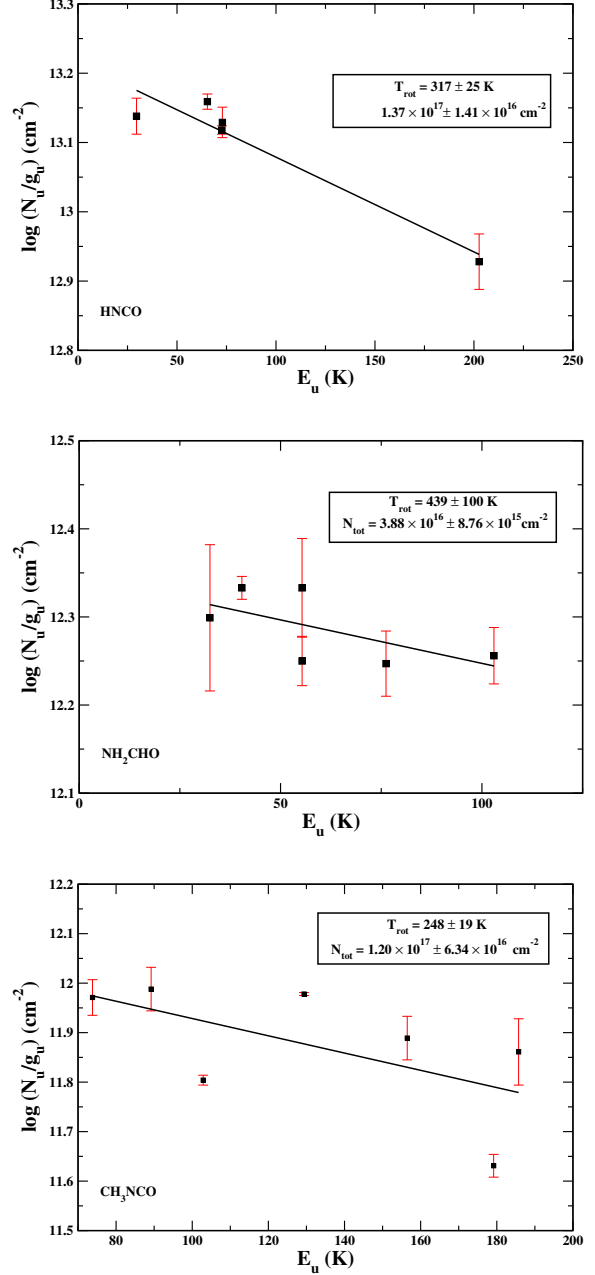 13.3
13.2
13.1
13
12.9
12.8
log (N_u/g_u) (cm^-2)
T_rot = 317 ± 25 K
1.37 × 10^17 ± 1.41 × 10^16 cm^-2
HNCO
0 50 100 150 200 250
E_u (K)
12.5
12.4
12.3
12.2
12.1
log (N_u/g_u) (cm^-2)
T_rot = 439 ± 100 K
N_tot = 3.88 × 10^16 ± 8.76 × 10^15 cm^-2
NH_2CHO
0 50 100
E_u (K)
12.2
12.1
12
11.9
11.8
11.7
11.6
11.5
log (N_u/g_u) (cm^-2)
T_rot = 248 ± 19 K
N_tot = 1.20 × 10^17 ± 6.34 × 10^16 cm^-2
CH_3NCO
80 100 120 140 160 180 200
E_u (K)